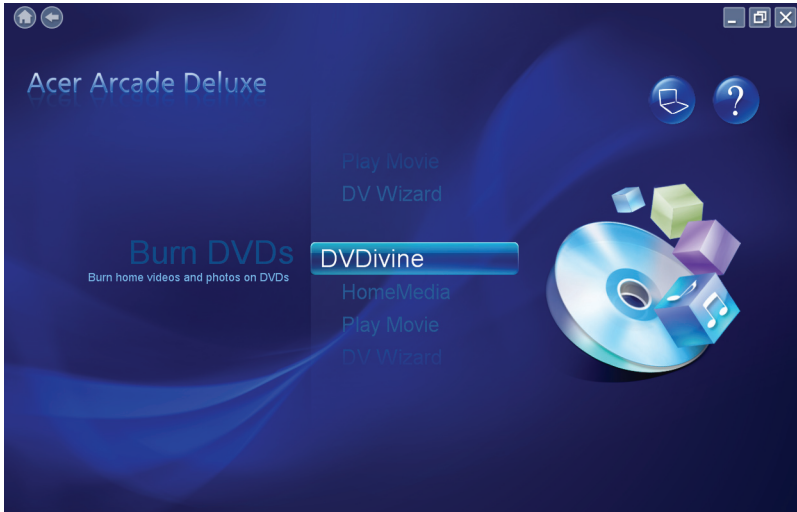 Acer Arcade Deluxe
?
Play Movie
DV Wizard
Burn DVDs
DVDivine
Burn home videos and photos on DVDs
HomeMedia
Play Movie
DV Wizard